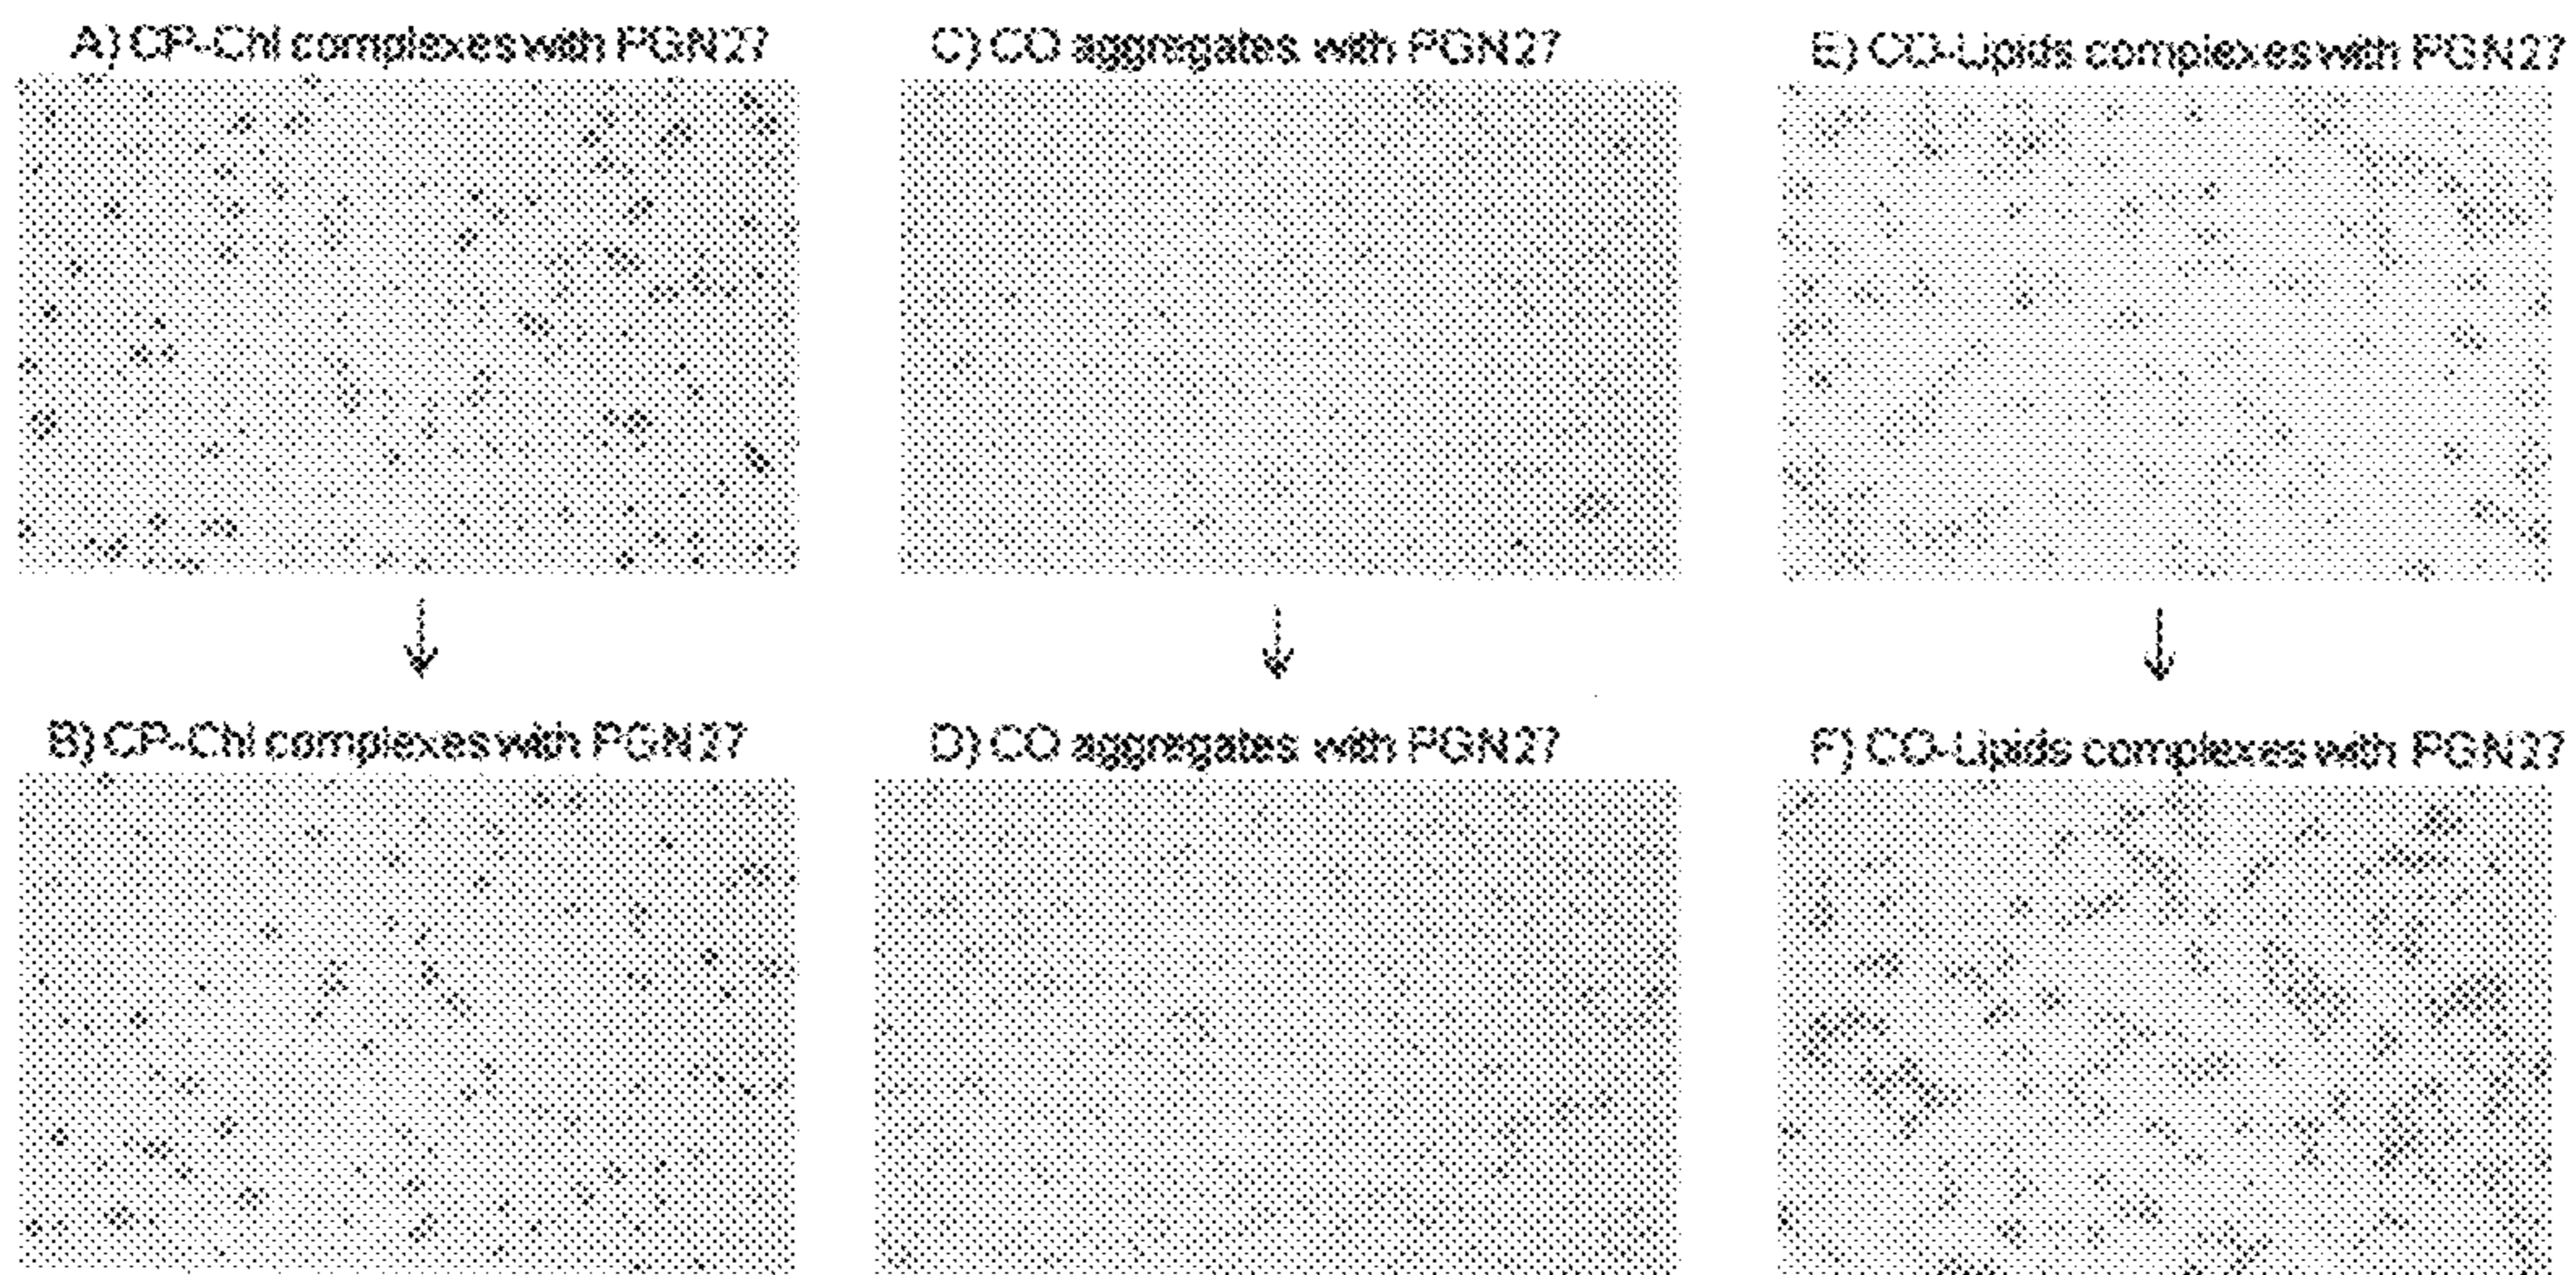 A) CP-Chl complexes with PGN27
C) CO aggregates with PGN27
E) CO-Lipids complexes with PGN27
B) CP-Chl complexes with PGN27
D) CO aggregates with PGN27
F) CO-Lipids complexes with PGN27